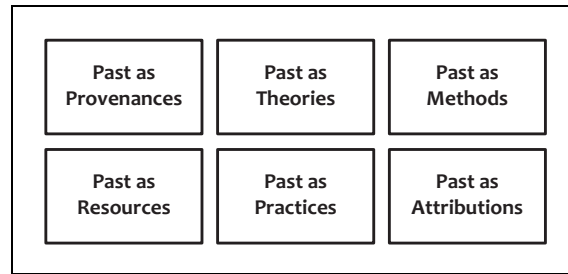 Past as
Provenances
Past as
Theories
Past as
Methods
Past as
Resources
Past as
Practices
Past as
Attributions